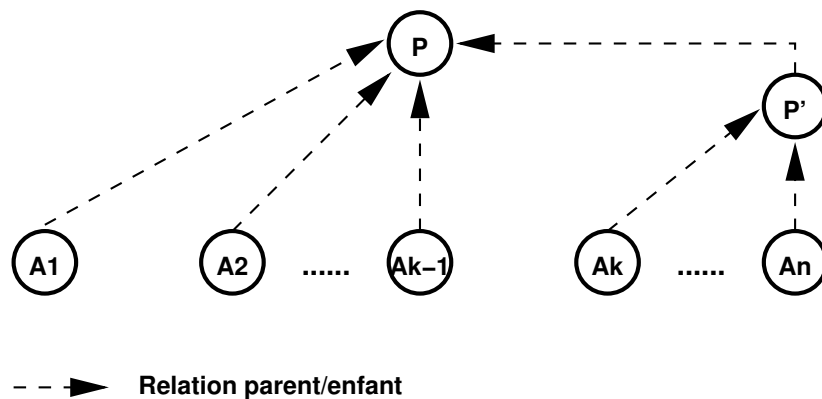 P
P'
A1 A2 ...... Ak−1 Ak ...... An
Relation parent/enfant